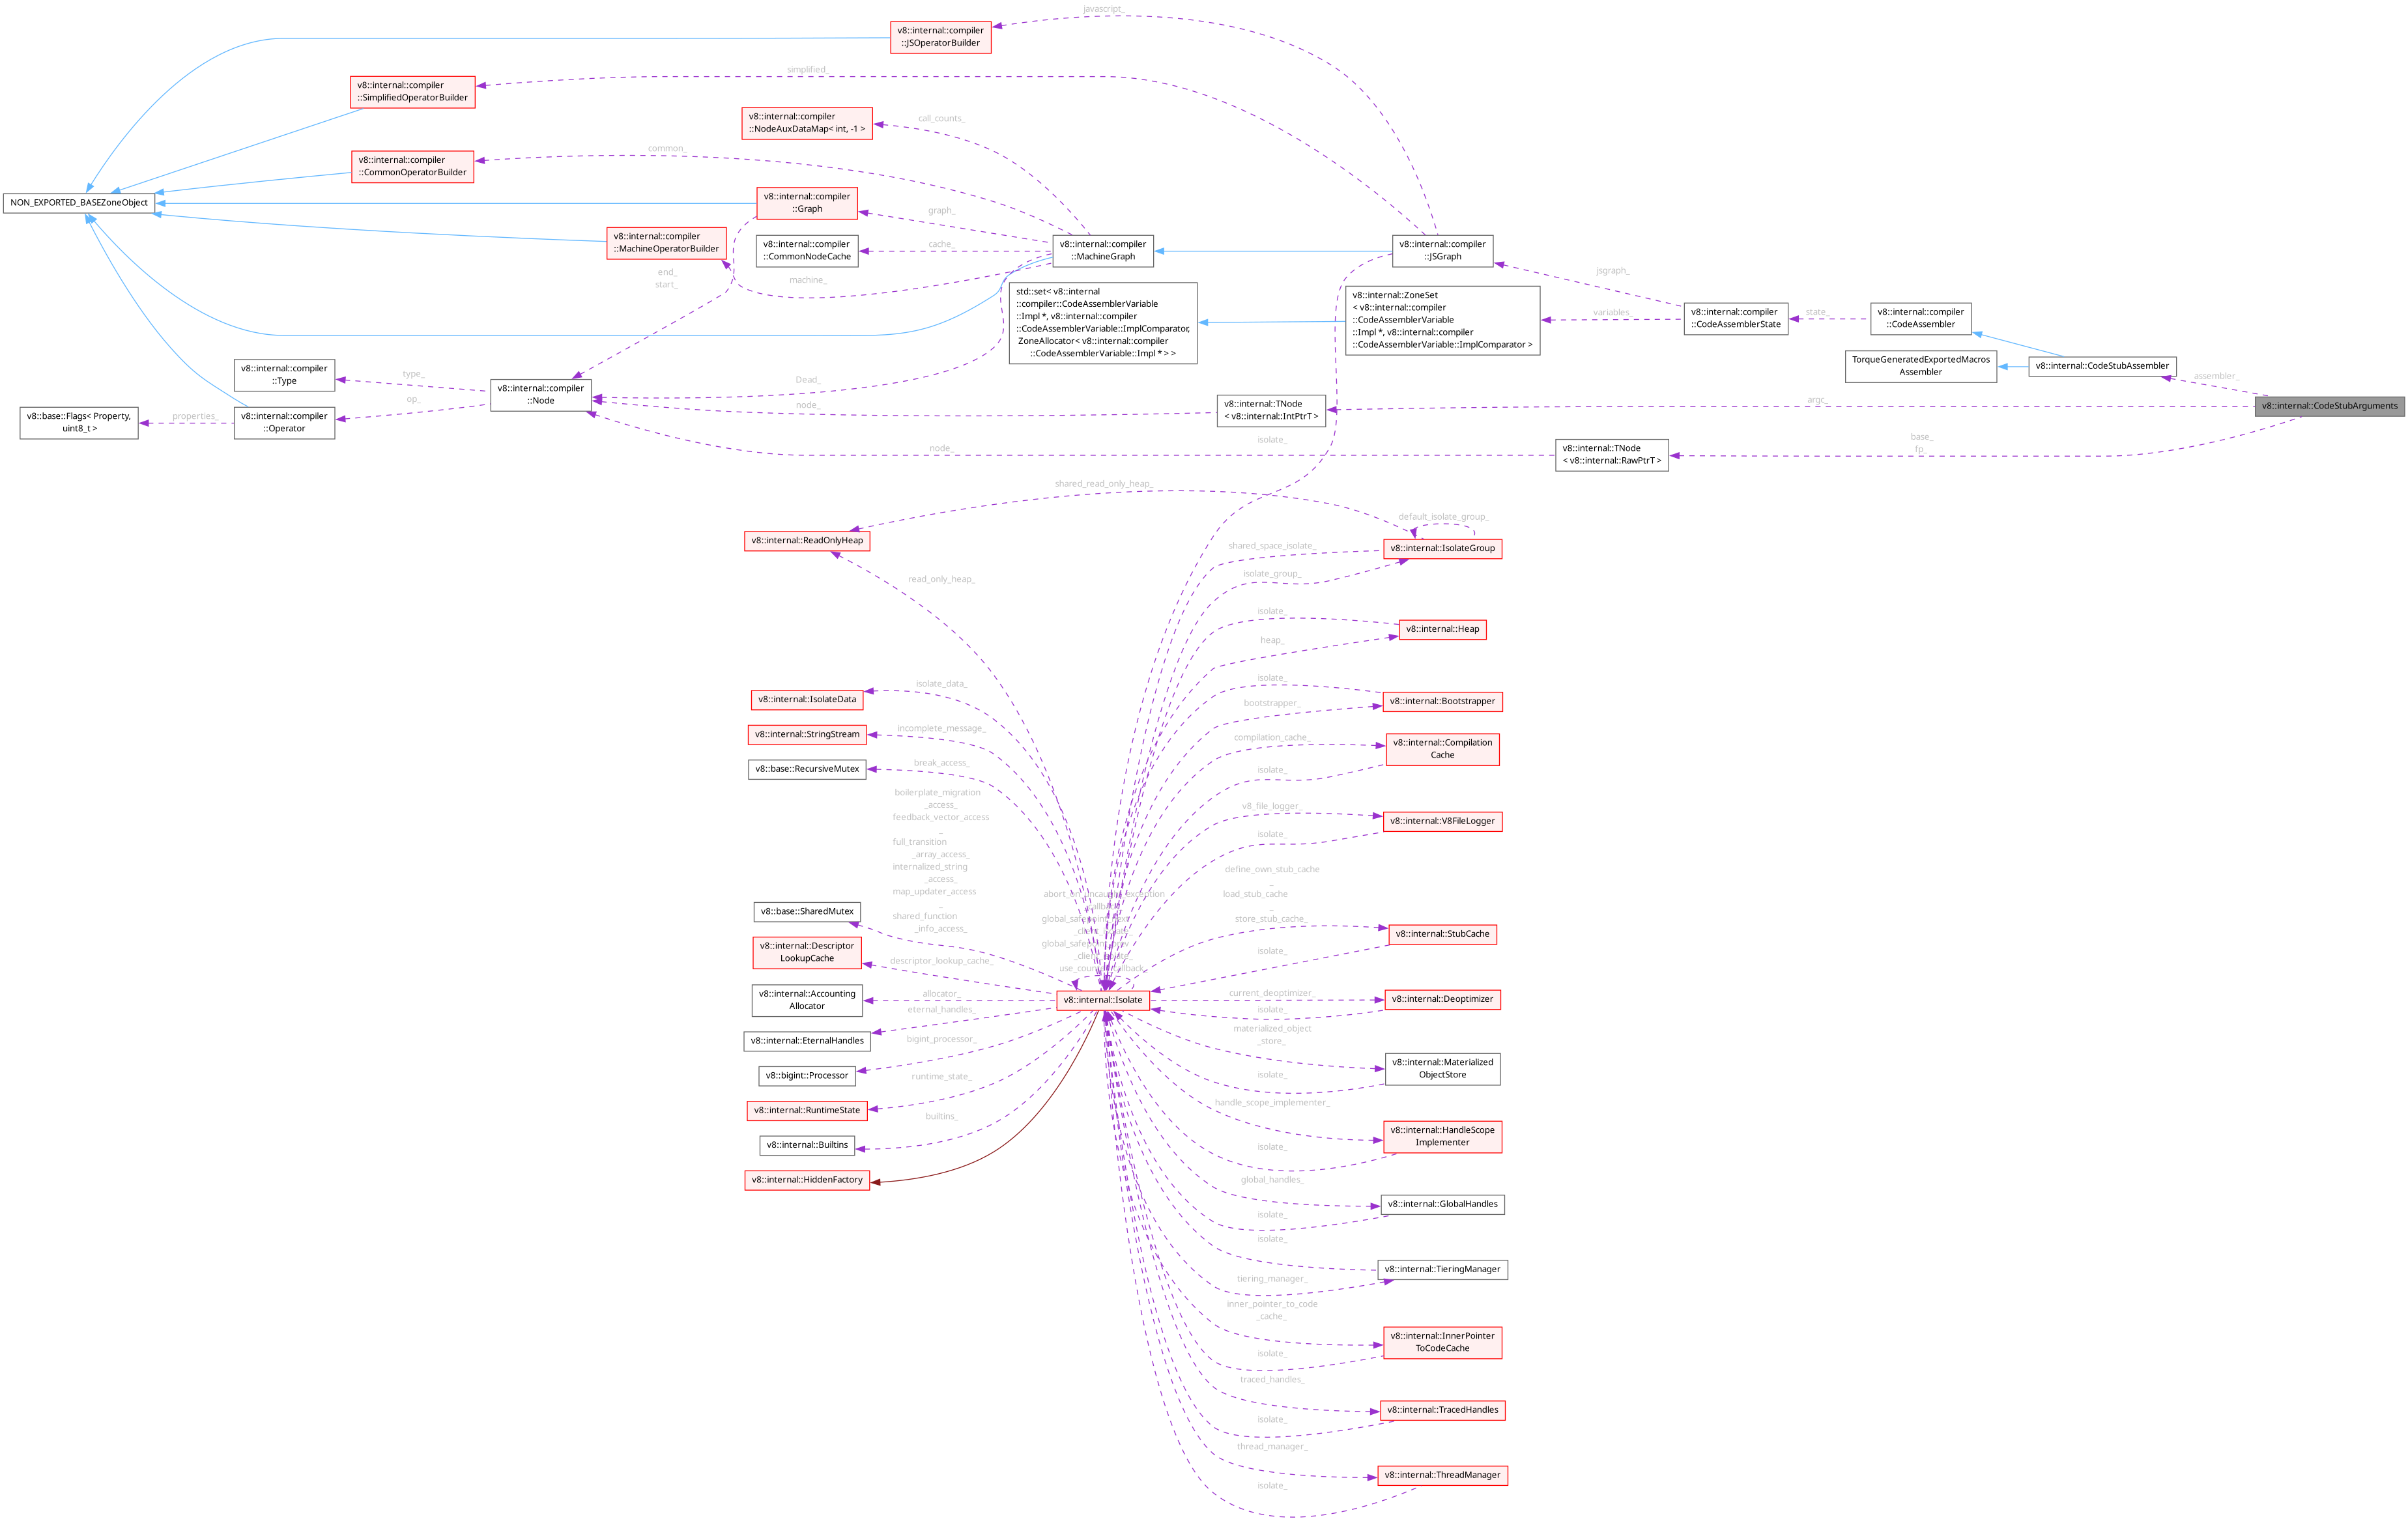 javascript_
v8::internal::compiler
::JSOperatorBuilder
simplified_
v8::internal::compiler
::SimplifiedOperatorBuilder
v8::internal::compiler
::NodeAuxDataMap< int, -1 >
call_counts_
common_
v8::internal::compiler
::CommonOperatorBuilder
NON_EXPORTED_BASEZoneObject
v8::internal::compiler
::Graph
graph_
v8::internal::compiler
::MachineOperatorBuilder
v8::internal::compiler
::CommonNodeCache
cache_
v8::internal::compiler
::MachineGraph
v8::internal::compiler
::JSGraph
jsgraph_
end_
start_
machine_
std::set< v8::internal
::compiler::CodeAssemblerVariable
::Impl *, v8::internal::compiler
::CodeAssemblerVariable::ImplComparator,
ZoneAllocator< v8::internal::compiler
::CodeAssemblerVariable::Impl * > >
v8::internal::ZoneSet
< v8::internal::compiler
::CodeAssemblerVariable
::Impl *, v8::internal::compiler
::CodeAssemblerVariable::ImplComparator >
variables_
v8::internal::compiler
::CodeAssemblerState
state_
v8::internal::compiler
::CodeAssembler
TorqueGeneratedExportedMacros
Assembler
v8::internal::CodeStubAssembler
assembler_
v8::internal::CodeStubArguments
v8::internal::compiler
::Type
type_
op_
v8::internal::compiler
::Node
Dead_
node_
v8::internal::TNode
< v8::internal::IntPtrT >
argc_
v8::base::Flags< Property,
uint8_t >
properties_
v8::internal::compiler
::Operator
node_
isolate_
v8::internal::TNode
< v8::internal::RawPtrT >
base_
fp_
shared_read_only_heap_
default_isolate_group_
v8::internal::ReadOnlyHeap
v8::internal::IsolateGroup
shared_space_isolate_
isolate_group_
read_only_heap_
isolate_
v8::internal::Heap
heap_
isolate_data_
v8::internal::IsolateData
isolate_
v8::internal::Bootstrapper
bootstrapper_
incomplete_message_
v8::internal::StringStream
compilation_cache_
v8::internal::Compilation
Cache
isolate_
break_access_
v8::base::RecursiveMutex
boilerplate_migration
_access_
feedback_vector_access
_
full_transition
_array_access_
internalized_string
_access_
map_updater_access
_
shared_function
_info_access_
v8_file_logger_
v8::internal::V8FileLogger
isolate_
define_own_stub_cache
_
load_stub_cache
_
store_stub_cache_
v8::base::SharedMutex
v8::internal::StubCache
isolate_
v8::internal::Descriptor
LookupCache
descriptor_lookup_cache_
v8::internal::Accounting
Allocator
allocator_
v8::internal::Isolate
current_deoptimizer_
v8::internal::Deoptimizer
isolate_
eternal_handles_
v8::internal::EternalHandles
materialized_object
_store_
v8::internal::Materialized
ObjectStore
isolate_
bigint_processor_
v8::bigint::Processor
runtime_state_
v8::internal::RuntimeState
handle_scope_implementer_
v8::internal::HandleScope
Implementer
isolate_
builtins_
v8::internal::Builtins
v8::internal::HiddenFactory
global_handles_
v8::internal::GlobalHandles
isolate_
isolate_
v8::internal::TieringManager
tiering_manager_
inner_pointer_to_code
_cache_
v8::internal::InnerPointer
ToCodeCache
isolate_
traced_handles_
v8::internal::TracedHandles
isolate_
thread_manager_
v8::internal::ThreadManager
isolate_